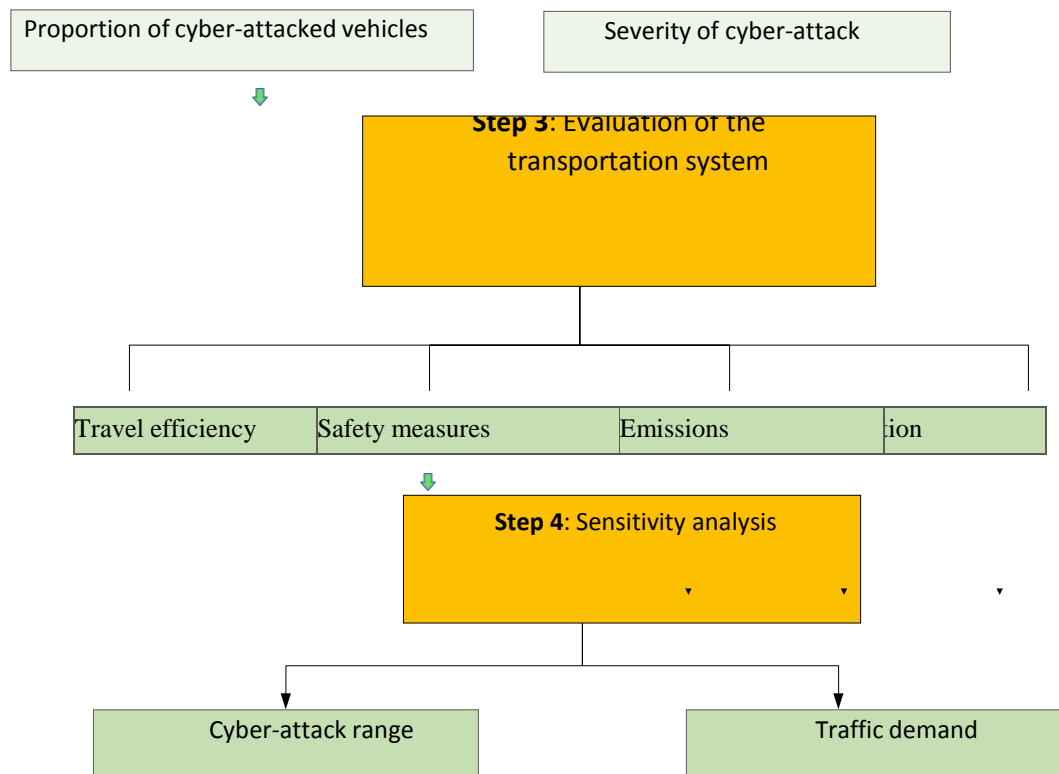 Proportion of cyber-attacked vehicles
Severity of cyber-attack
Step 3: Evaluation of the
transportation system
Travel efficiency
Safety measures
Emissions
tion
Step 4: Sensitivity analysis
Cyber-attack range
Traffic demand